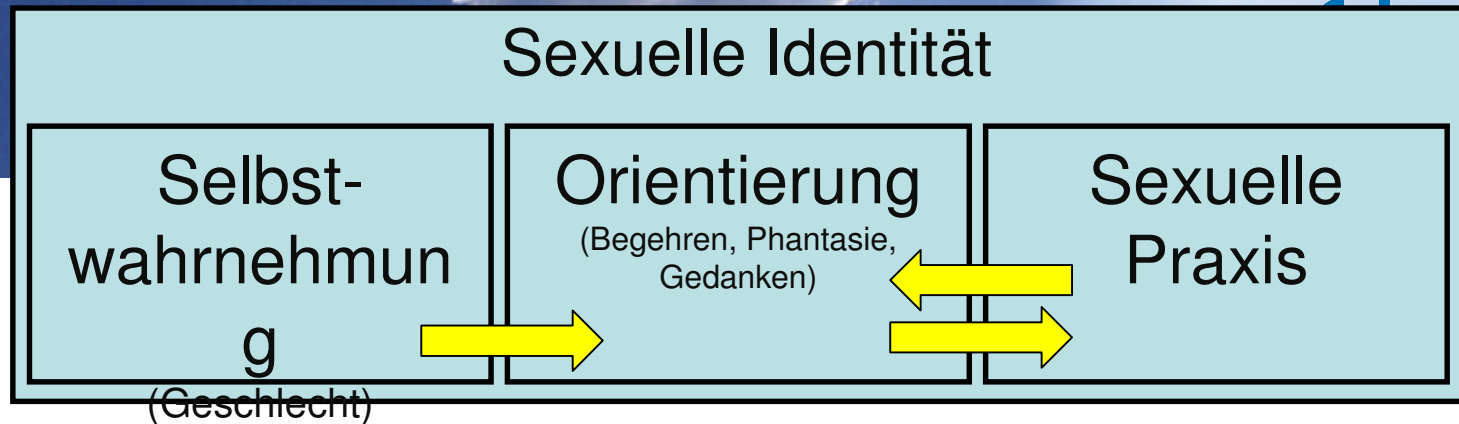 Sexuelle Identität
Selbst-
wahrnehmun
g
(Geschlecht)
Orientierung
(Begehren, Phantasie,
Gedanken)
Sexuelle
Praxis